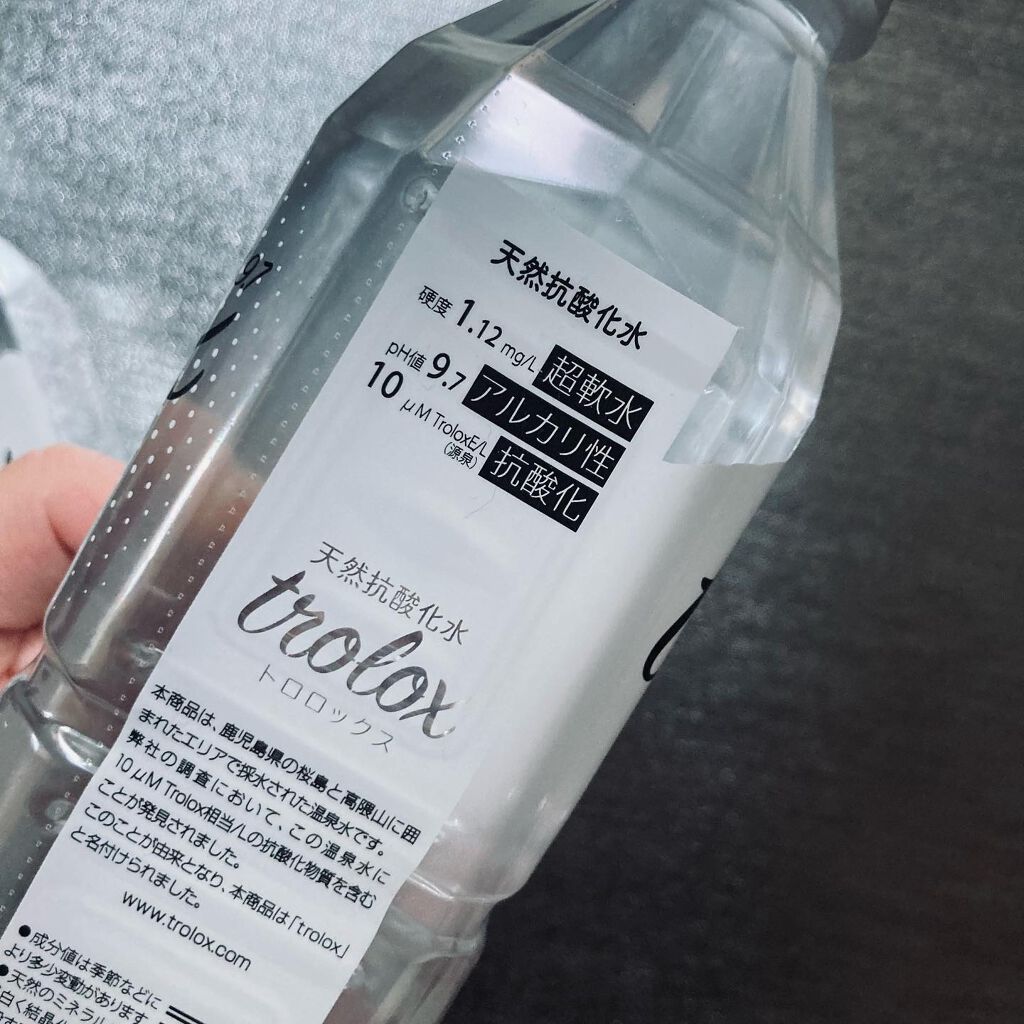 天然抗酸化水
硬度 1.12 mg/L 超軟水
pH値 9.7 アルカリ性
10 μM TroloxE/L (源泉) 抗酸化
天然抗酸化水
trolox
トロロックス
本商品は、鹿児島県の桜島と高隈山に囲
まれたエリアで採水された温泉水です。
弊社の調査において、この温泉水に
10μM Trolox相当/Lの抗酸化物質を含む
ことが発見されました。
このことが由来となり、本商品は「trolox」
と名付けられました。
www.trolox.com
●成分値は季節などに
より多少変動があります
●天然のミネラル
白く結晶
9.7